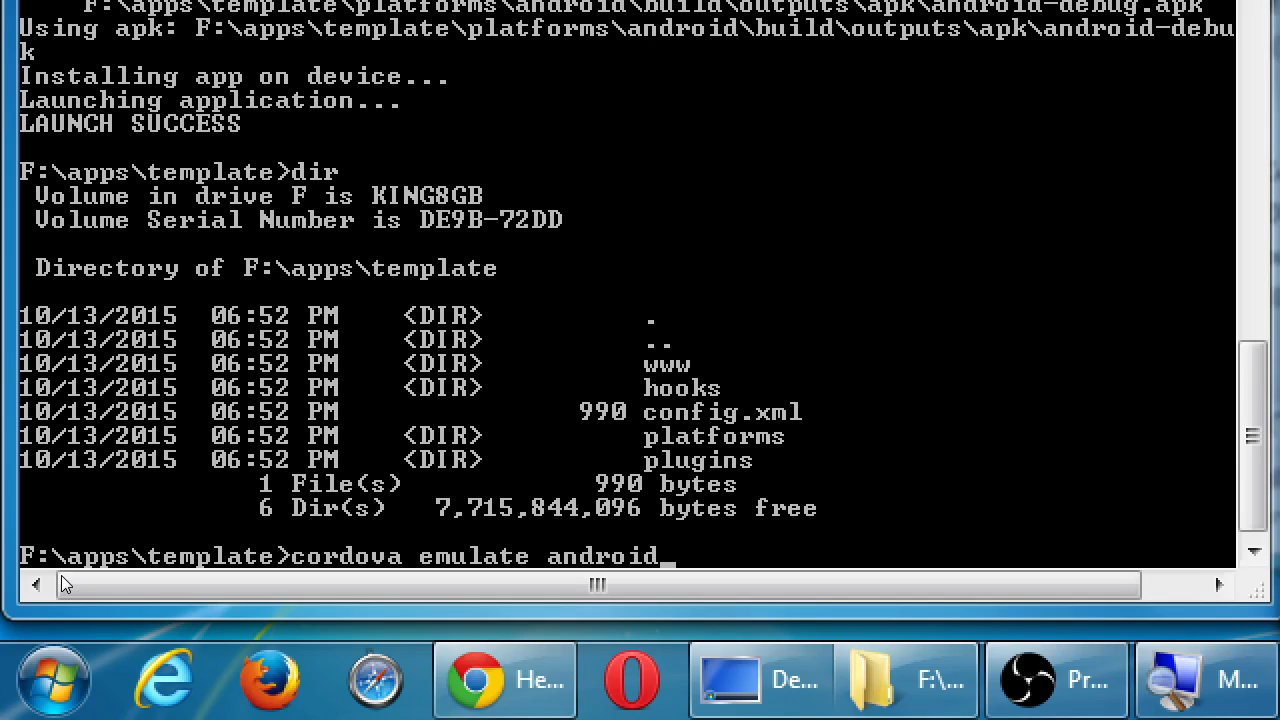 F:\apps\template\platforms\android\build\outputs\apk\android-debug.apk
Using apk: F:\apps\template\platforms\android\build\outputs\apk\android-debu
k
Installing app on device...
Launching application...
LAUNCH SUCCESS
F:\apps\template>dir
Volume in drive F is KING8GB
Volume Serial Number is DE9B-72DD
Directory of F:\apps\template
10/13/2015 06:52 PM <DIR> .
10/13/2015 06:52 PM <DIR> ..
10/13/2015 06:52 PM <DIR> www
10/13/2015 06:52 PM <DIR> hooks
10/13/2015 06:52 PM 990 config.xml
10/13/2015 06:52 PM <DIR> platforms
10/13/2015 06:52 PM <DIR> plugins
1 File(s) 990 bytes
6 Dir(s) 7,715,844,096 bytes free
F:\apps\template>cordova emulate android_
He... De... F:\... Pr... M...